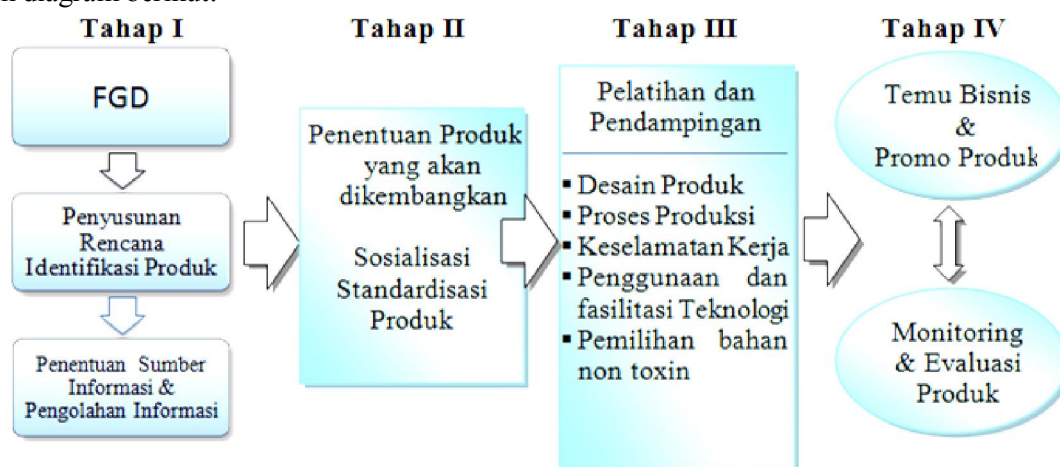 Tahap I
Tahap II
Tahap III
Tahap IV
FGD
Penyusunan
Rencana
Identifikasi Produk
Penentuan Sumber
Informasi &
Pengolahan Informasi
Penentuan Produk
yang akan
dikembangkan
Sosialisasi
Standardisasi
Produk
Pelatihan dan
Pendampingan
▪ Desain Produk
▪ Proses Produksi
▪ Keselamatan Kerja
▪ Penggunaan dan
fasilitasi Teknologi
▪ Pemilihan bahan
non toxin
Temu Bisnis
&
Promo Produk
Monitoring
& Evaluasi
Produk